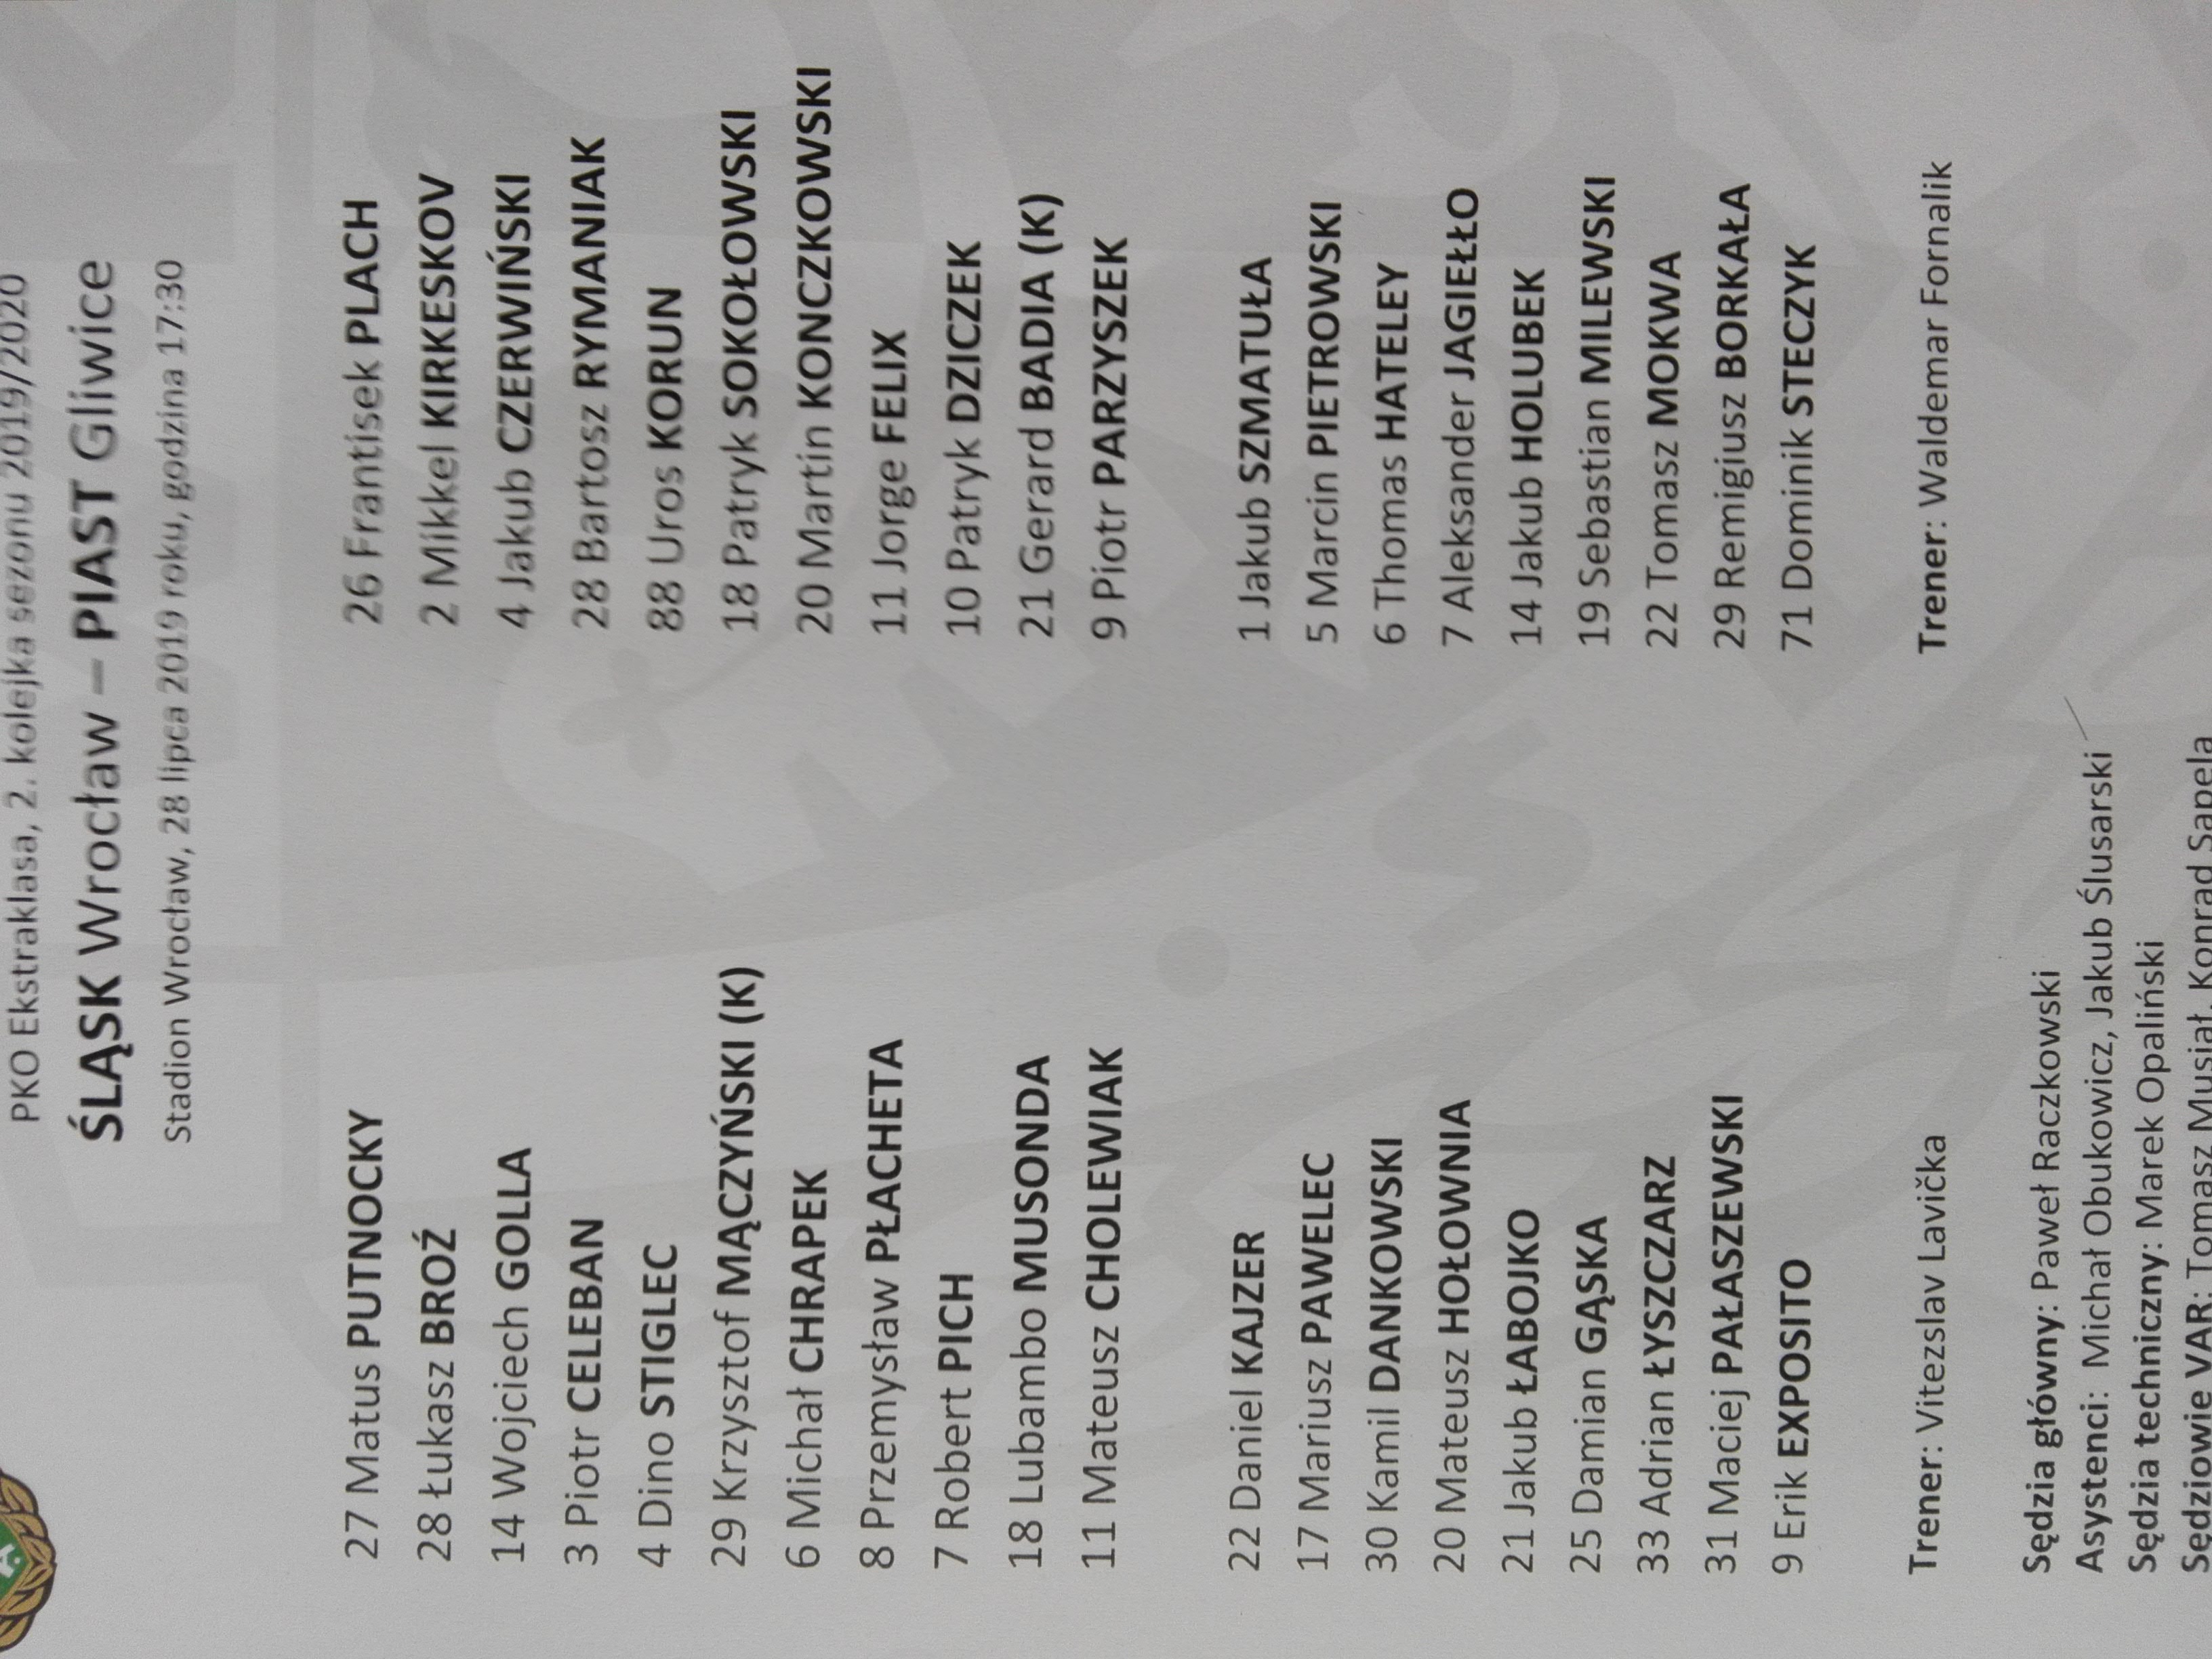 PKO Ekstraklasa, 2. kolejka sezonu 2019/2020
ŚLĄSK Wrocław – PIAST Gliwice
Stadion Wrocław, 28 lipca 2019 roku, godzina 17:30
27 Matus PUTNOCKY
28 Łukasz BROŹ
14 Wojciech GOLLA
3 Piotr CELEBAN
4 Dino STIGLEC
29 Krzysztof MĄCZYŃSKI (K)
6 Michał CHRAPEK
8 Przemysław PŁACHETA
7 Robert PICH
18 Lubambo MUSONDA
11 Mateusz CHOLEWIAK
22 Daniel KAJZER
17 Mariusz PAWELEC
30 Kamil DANKOWSKI
20 Mateusz HOŁOWNIA
21 Jakub ŁABOJKO
25 Damian GĄSKA
33 Adrian ŁYSZCZARZ
31 Maciej PAŁASZEWSKI
9 Erik EXPOSITO
Trener: Vitezslav Lavička
26 Frantisek PLACH
2 Mikkel KIRKESKOV
4 Jakub CZERWIŃSKI
28 Bartosz RYMANIAK
88 Uros KORUN
18 Patryk SOKOŁOWSKI
20 Martin KONCZKOWSKI
11 Jorge FELIX
10 Patryk DZICZEK
21 Gerard BADIA (K)
9 Piotr PARZYSZEK
1 Jakub SZMATUŁA
5 Marcin PIETROWSKI
6 Thomas HATELEY
7 Aleksander JAGIEŁŁO
14 Jakub HOLUBEK
19 Sebastian MILEWSKI
22 Tomasz MOKWA
29 Remigiusz BORKAŁA
71 Dominik STECZYK
Trener: Waldemar Fornalik
Sędzia główny: Paweł Raczkowski
Asystenci: Michał Obukowicz, Jakub Ślusarski
Sędzia techniczny: Marek Opaliński
Sędziowie VAR: Tomasz Musiał, Konrad Sapela